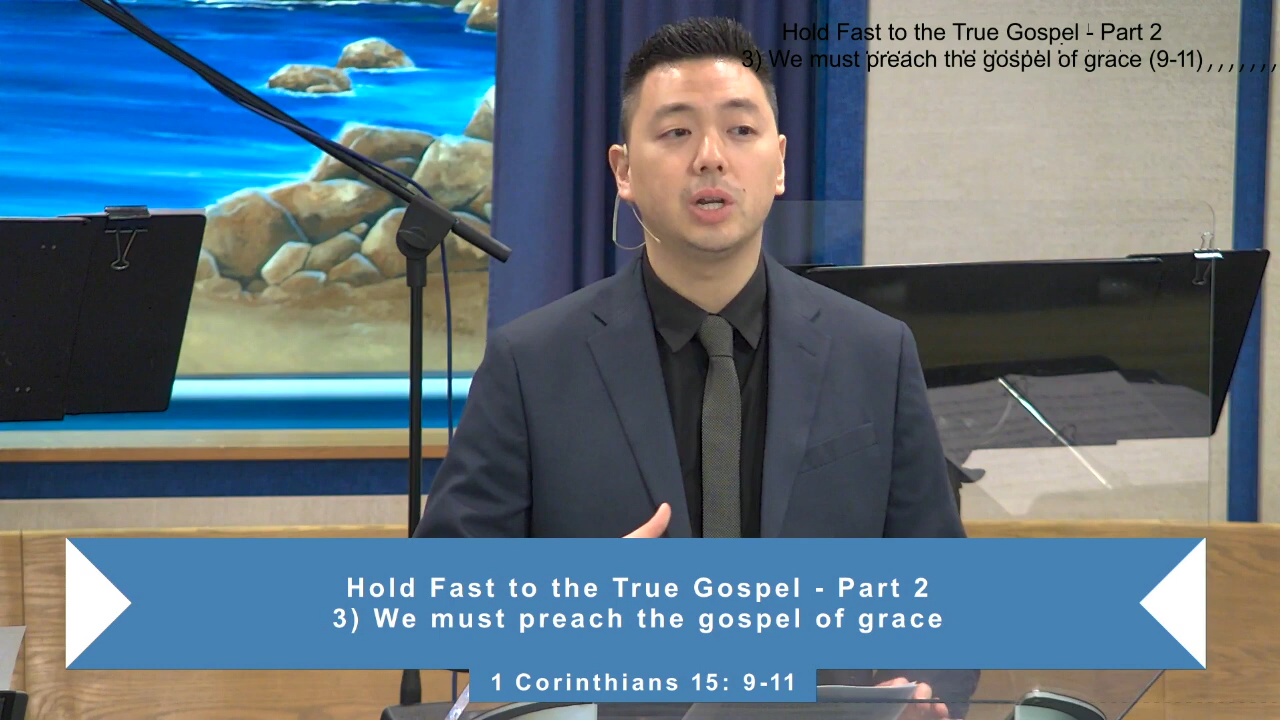 Hold Fast to the True Gospel - Part 2
3) We must preach the gospel of grace (9-11) , , , , , , ,
Hold Fast to the True Gospel - Part 2
3) We must preach the gospel of grace
1 Corinthians 15: 9-11